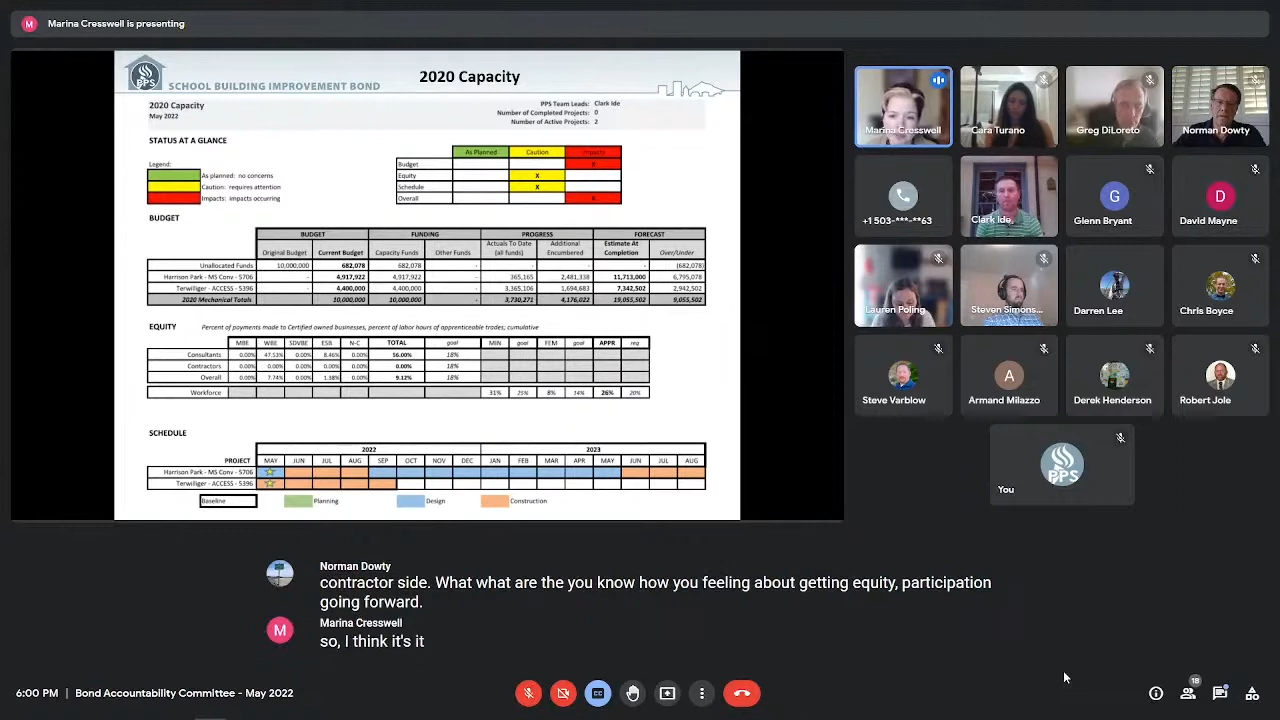 M Marina Cresswell is presenting
PPS
SCHOOL BUILDING IMPROVEMENT BOND
2020 Capacity
2020 Capacity
May 2022
PPS Team Leads: Clark Ide
Number of Completed Projects: 0
Number of Active Projects: 2
STATUS AT A GLANCE
Legend:
As planned: no concerns
Caution: requires attention
Impacts: impacts occurring
As Planned Caution Impacts
Budget X
Equity X
Schedule X
Overall X
BUDGET
BUDGET FUNDING PROGRESS FORECAST
Original Budget Current Budget Capacity Funds Other Funds Actuals To Date (all funds) Additional Encumbered Estimate At Completion Over/Under
Unallocated Funds 10,000,000 682,078 682,078 - - (682,078)
Harrison Park - MS Conv - 5706 - 4,917,922 4,917,922 - 365,165 2,481,338 11,713,000 6,795,078
Terwilliger - ACCESS - 5396 - 4,400,000 4,400,000 - 3,365,106 1,694,683 7,342,502 2,942,502
2020 Mechanical Totals 10,000,000 10,000,000 - 3,730,271 4,176,022 19,055,502 9,055,502
EQUITY Percent of payments made to Certified owned businesses, percent of labor hours of apprenticeable trades; cumulative
MBE WBE SDVBE ESB N-C TOTAL goal MIN goal FEM goal APPR req
Consultants 0.00% 47.53% 0.00% 8.46% 0.00% 56.00% 18%
Contractors 0.00% 0.00% 0.00% 0.00% 0.00% 0.00% 18%
Overall 0.00% 7.74% 0.00% 1.38% 0.00% 9.12% 18%
Workforce 31% 25% 8% 14% 26% 20%
SCHEDULE
2022 2023
PROJECT MAY JUN JUL AUG SEP OCT NOV DEC JAN FEB MAR APR MAY JUN JUL AUG
Harrison Park - MS Conv - 5706
Terwilliger - ACCESS - 5396
Baseline Planning Design Construction
Marina Cresswell
Cara Turano
Greg DiLoreto
Norman Dowty
+1 503-****-**63
Clark Ide
G
Glenn Bryant
D
David Mayne
Lauren Poling
Steven Simons...
Darren Lee
Chris Boyce
Steve Varblow
A
Armand Milazzo
Derek Henderson
Robert Jole
PPS
You
Norman Dowty
contractor side. What what are the you know how you feeling about getting equity, participation
going forward.
M
Marina Cresswell
so, I think it's it
6:00 PM | Bond Accountability Committee - May 2022
CC
18